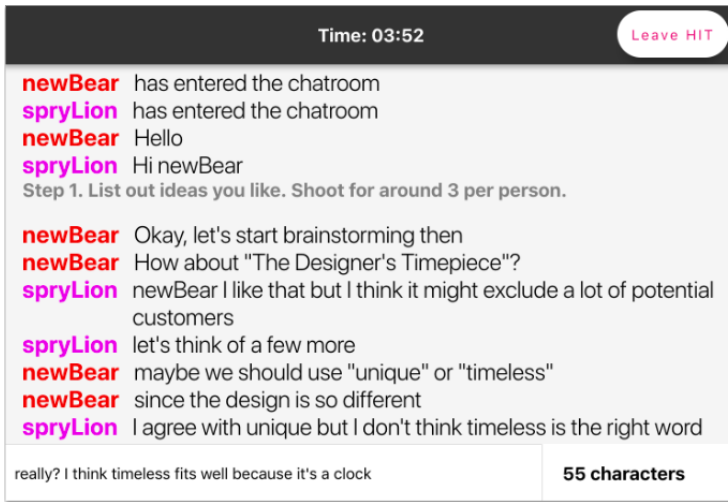 Time: 03:52
Leave HIT
newBear has entered the chatroom
spryLion has entered the chatroom
newBear Hello
spryLion Hi newBear
Step 1. List out ideas you like. Shoot for around 3 per person.
newBear Okay, let's start brainstorming then
newBear How about "The Designer's Timepiece"?
spryLion newBear I like that but I think it might exclude a lot of potential
customers
spryLion let's think of a few more
newBear maybe we should use "unique" or "timeless"
newBear since the design is so different
spryLion I agree with unique but I don't think timeless is the right word
really? I think timeless fits well because it's a clock
55 characters